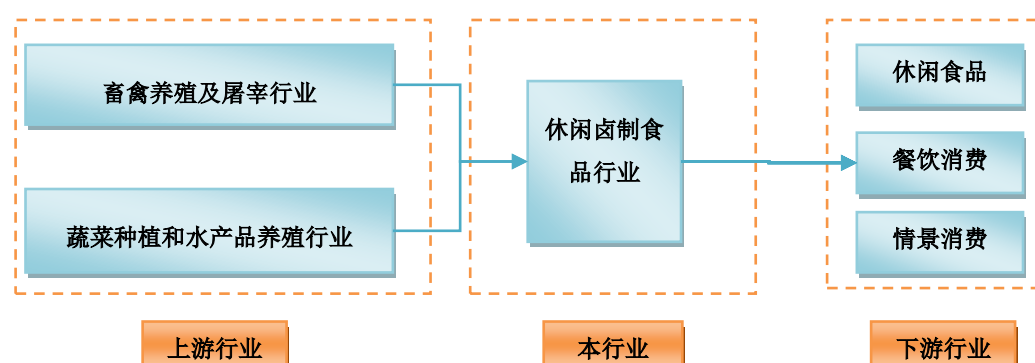 畜禽养殖及屠宰行业
蔬菜种植和水产品养殖行业
休闲卤制食
品行业
休闲食品
餐饮消费
情景消费
上游行业
本行业
下游行业